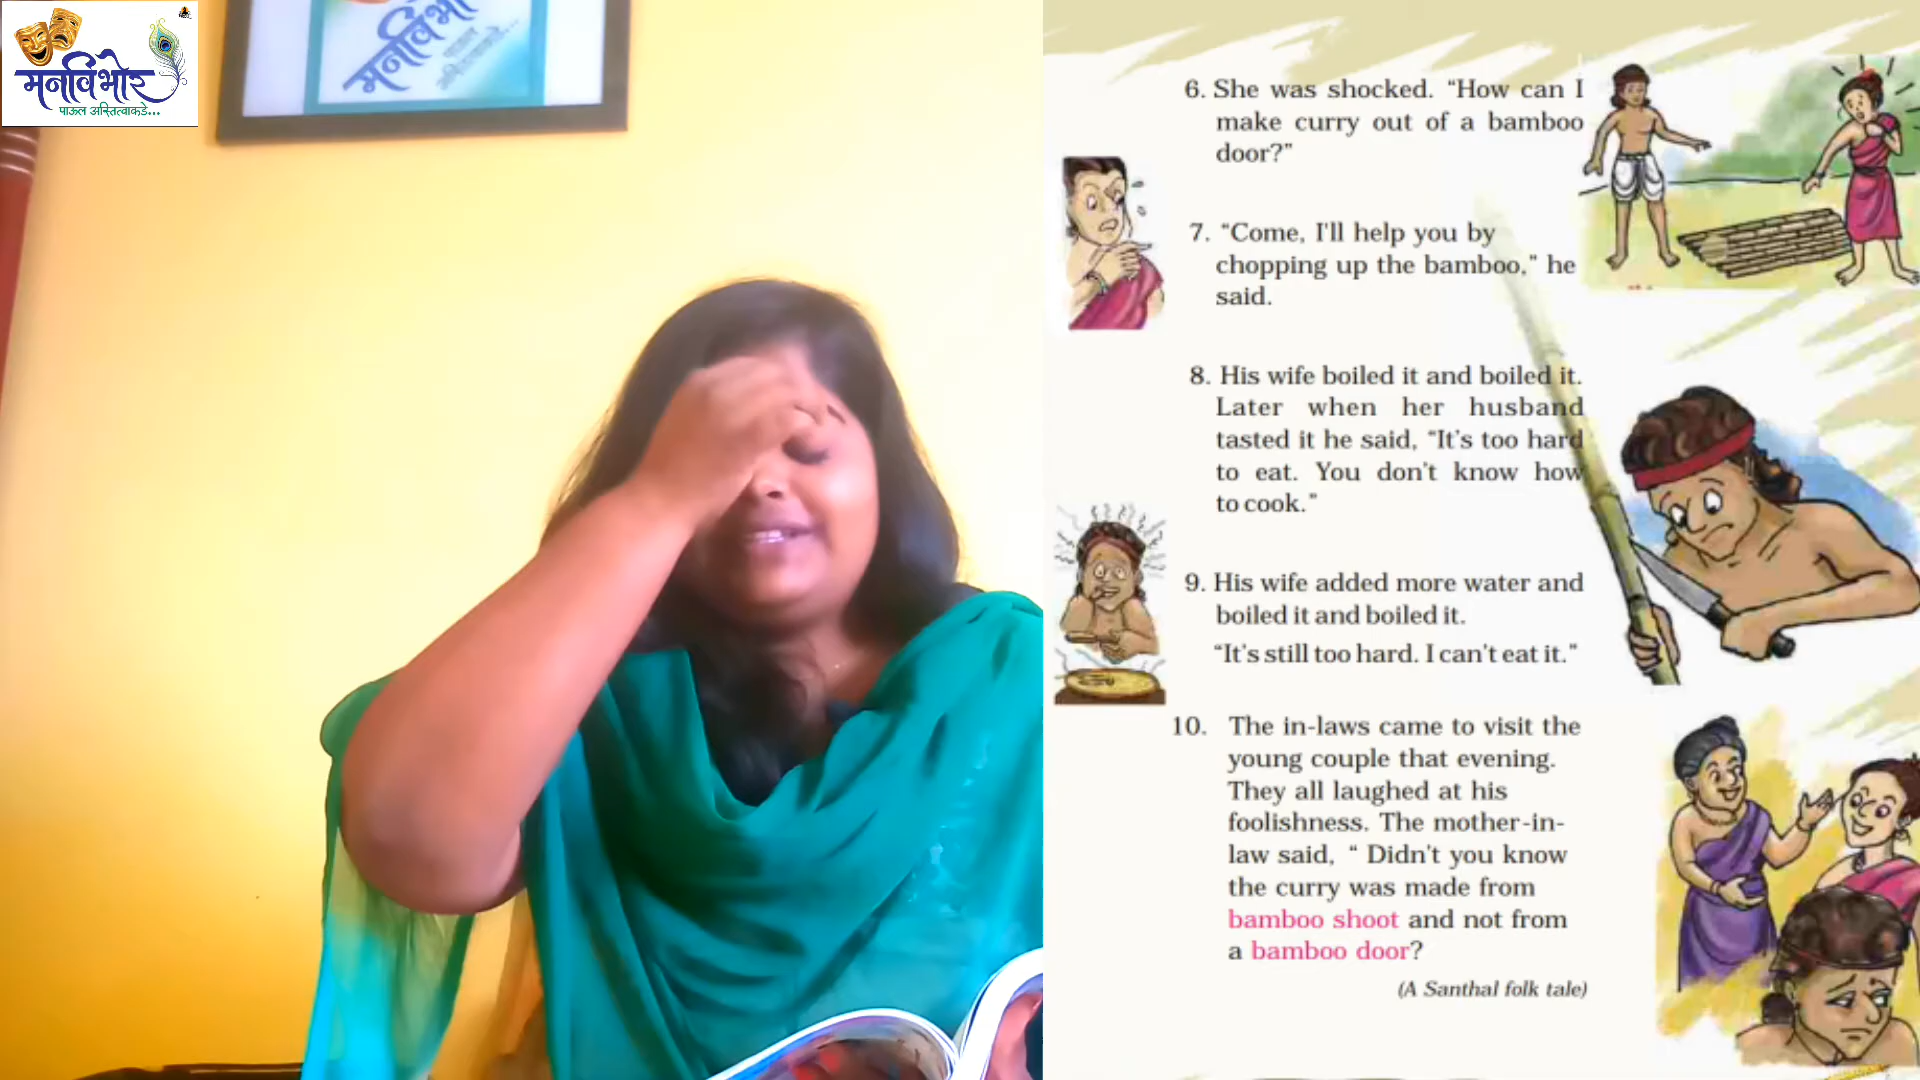 मनविभोर
पाऊल अस्तित्वाकडे...
मनविभो
6. She was shocked. “How can I
make curry out of a bamboo
door?”
7. “Come, I'll help you by
chopping up the bamboo,” he
said.
8. His wife boiled it and boiled it.
Later when her husband
tasted it he said, “It’s too hard
to eat. You don't know how
to cook.”
9. His wife added more water and
boiled it and boiled it.
“It’s still too hard. I can't eat it.”
10. The in-laws came to visit the
young couple that evening.
They all laughed at his
foolishness. The mother-in-
law said, “ Didn't you know
the curry was made from
bamboo shoot and not from
a bamboo door?
(A Santhal folk tale)